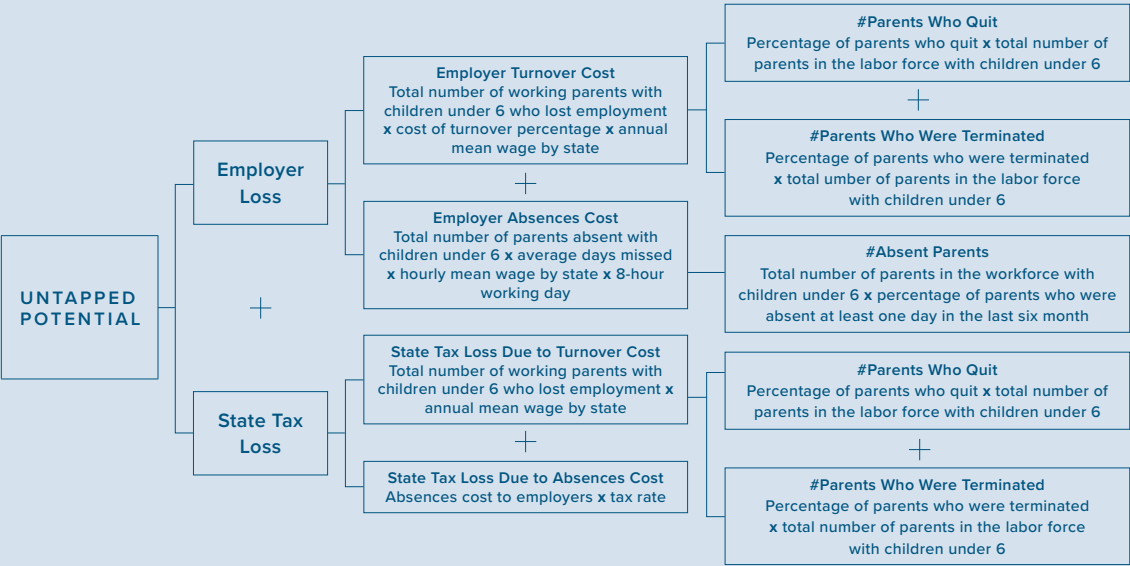 UNTAPPED
POTENTIAL
Employer
Loss
+
State Tax
Loss
Employer Turnover Cost
Total number of working parents with
children under 6 who lost employment
x cost of turnover percentage x annual
mean wage by state
+
Employer Absences Cost
Total number of parents absent with
children under 6 x average days missed
x hourly mean wage by state x 8-hour
working day
State Tax Loss Due to Turnover Cost
Total number of working parents with
children under 6 who lost employment x
annual mean wage by state
+
State Tax Loss Due to Absences Cost
Absences cost to employers x tax rate
#Parents Who Quit
Percentage of parents who quit x total number of
parents in the labor force with children under 6
+
#Parents Who Were Terminated
Percentage of parents who were terminated
x total umber of parents in the labor force
with children under 6
#Absent Parents
Total number of parents in the workforce with
children under 6 x percentage of parents who were
absent at least one day in the last six month
#Parents Who Quit
Percentage of parents who quit x total number of
parents in the labor force with children under 6
+
#Parents Who Were Terminated
Percentage of parents who were terminated
x total number of parents in the labor force
with children under 6